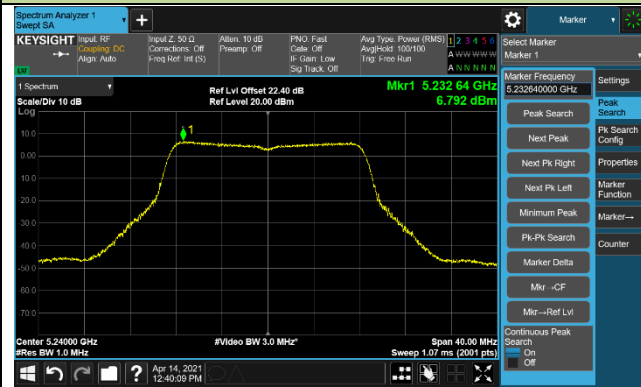 Spectrum Analyzer 1
Swept SA
Marker
KEYSIGHT
Input: RF
Coupling: DC
Align: Auto
Input Z: 50 Ω
Corrections: Off
Freq Ref: Int (S)
Atten: 10 dB
Preamp: Off
PNO: Fast
Gate: Off
IF Gain: Low
Sig Track: Off
Avg Type: Power (RMS)
Avg|Hold: 100/100
Trig: Free Run
1 2 3 4 5 6
A W W W W W
A N N N N N
LXI
Select Marker
Marker 1
1 Spectrum
Scale/Div 10 dB
Log
Ref Lvl Offset 22.40 dB
Ref Level 20.00 dBm
Mkr1 5.232 64 GHz
6.792 dBm
1
10.0
0.00
-10.0
-20.0
-30.0
-40.0
-50.0
-60.0
-70.0
Center 5.24000 GHz
#Res BW 1.0 MHz
#Video BW 3.0 MHz*
Span 40.00 MHz
Sweep 1.07 ms (2001 pts)
Marker Frequency
5.232640000 GHz
Peak Search
Next Peak
Next Pk Right
Next Pk Left
Minimum Peak
Pk-Pk Search
Marker Delta
Mkr→CF
Mkr→Ref Lvl
Continuous Peak
Search
On
Off
Settings
Peak
Search
Pk Search
Config
Properties
Marker
Function
Marker→
Counter
?
Apr 14, 2021
12:40:09 PM